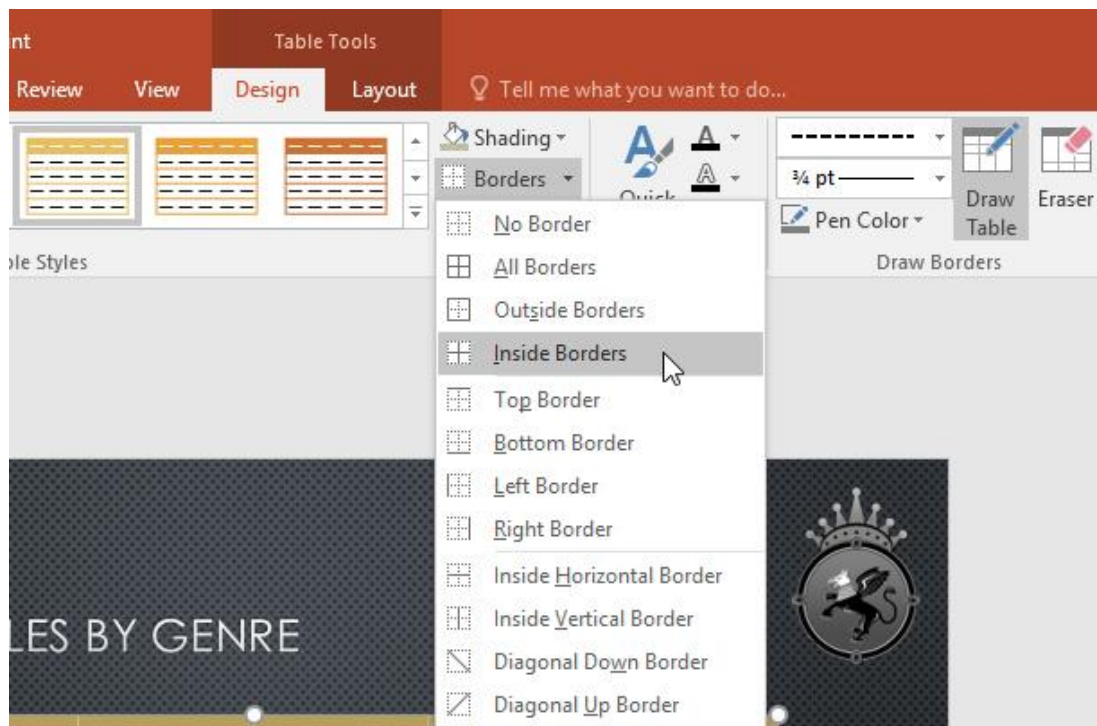 nt
Table Tools
Review View Design Layout Tell me what you want to do...
Shading
A
Borders
A
Quick
¾ pt
Pen Color
Draw
Table
Eraser
ble Styles
Draw Borders
No Border
All Borders
Outside Borders
Inside Borders
Top Border
Bottom Border
Left Border
Right Border
Inside Horizontal Border
Inside Vertical Border
Diagonal Down Border
Diagonal Up Border
LES BY GENRE